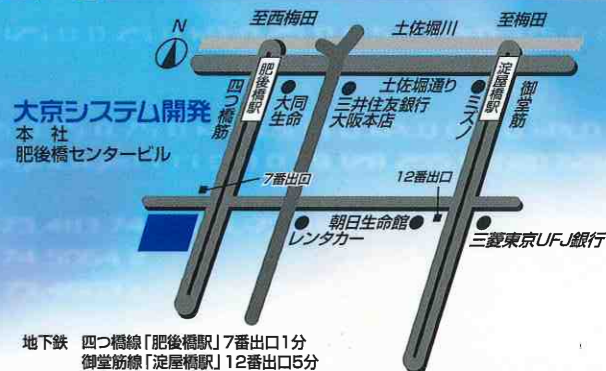 N
至西梅田
土佐堀川
至梅田
四つ橋筋
肥後橋駅
大同生命
三井住友銀行
大阪本店
土佐堀通り
ミズノ
淀屋橋駅
御堂筋
大京システム開発
本 社
肥後橋センタービル
7番出口
12番出口
レンタカー
朝日生命館
三菱東京UFJ銀行
地下鉄 四つ橋線「肥後橋駅」7番出口1分
御堂筋線「淀屋橋駅」12番出口5分